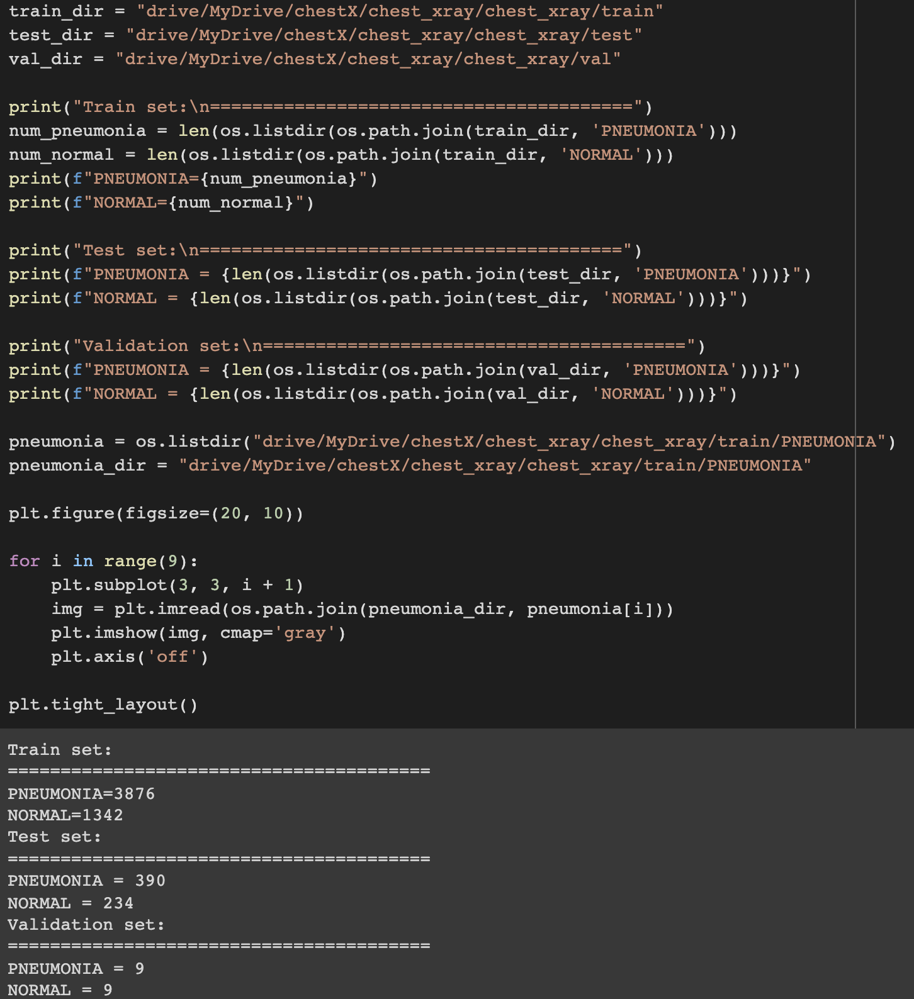 train_dir = "drive/MyDrive/chestX/chest_xray/chest_xray/train"
test_dir = "drive/MyDrive/chestX/chest_xray/chest_xray/test"
val_dir = "drive/MyDrive/chestX/chest_xray/chest_xray/val"

print("Train set:\n========================================")
num_pneumonia = len(os.listdir(os.path.join(train_dir, 'PNEUMONIA')))
num_normal = len(os.listdir(os.path.join(train_dir, 'NORMAL')))
print(f"PNEUMONIA={num_pneumonia}")
print(f"NORMAL={num_normal}")

print("Test set:\n========================================")
print(f"PNEUMONIA = {len(os.listdir(os.path.join(test_dir, 'PNEUMONIA')))}")
print(f"NORMAL = {len(os.listdir(os.path.join(test_dir, 'NORMAL')))}")

print("Validation set:\n========================================")
print(f"PNEUMONIA = {len(os.listdir(os.path.join(val_dir, 'PNEUMONIA')))}")
print(f"NORMAL = {len(os.listdir(os.path.join(val_dir, 'NORMAL')))}")

pneumonia = os.listdir("drive/MyDrive/chestX/chest_xray/chest_xray/train/PNEUMONIA")
pneumonia_dir = "drive/MyDrive/chestX/chest_xray/chest_xray/train/PNEUMONIA"

plt.figure(figsize=(20, 10))

for i in range(9):
    plt.subplot(3, 3, i + 1)
    img = plt.imread(os.path.join(pneumonia_dir, pneumonia[i]))
    plt.imshow(img, cmap='gray')
    plt.axis('off')

plt.tight_layout()

Train set:
========================================
PNEUMONIA=3876
NORMAL=1342
Test set:
========================================
PNEUMONIA = 390
NORMAL = 234
Validation set:
========================================
PNEUMONIA = 9
NORMAL = 9